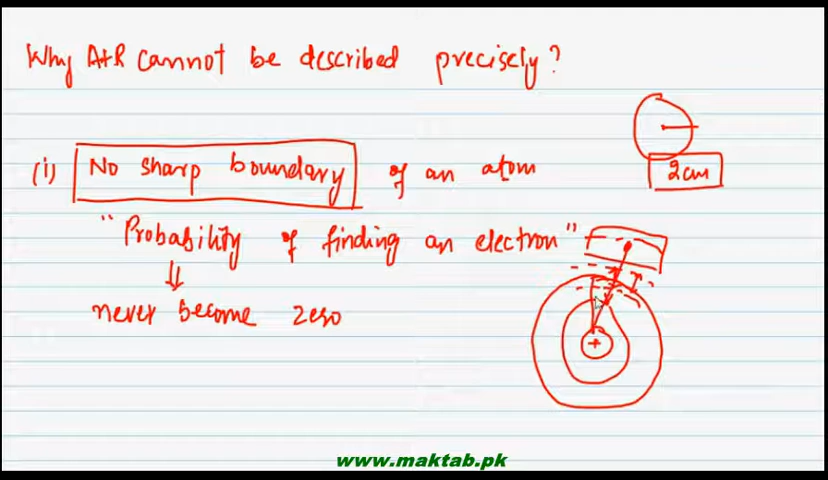 Why A+R cannot be described precisely?
(i) No sharp boundary of an atom
2cm
"Probability of finding an electron"
⇓
never become zero
+
www.maktab.pk